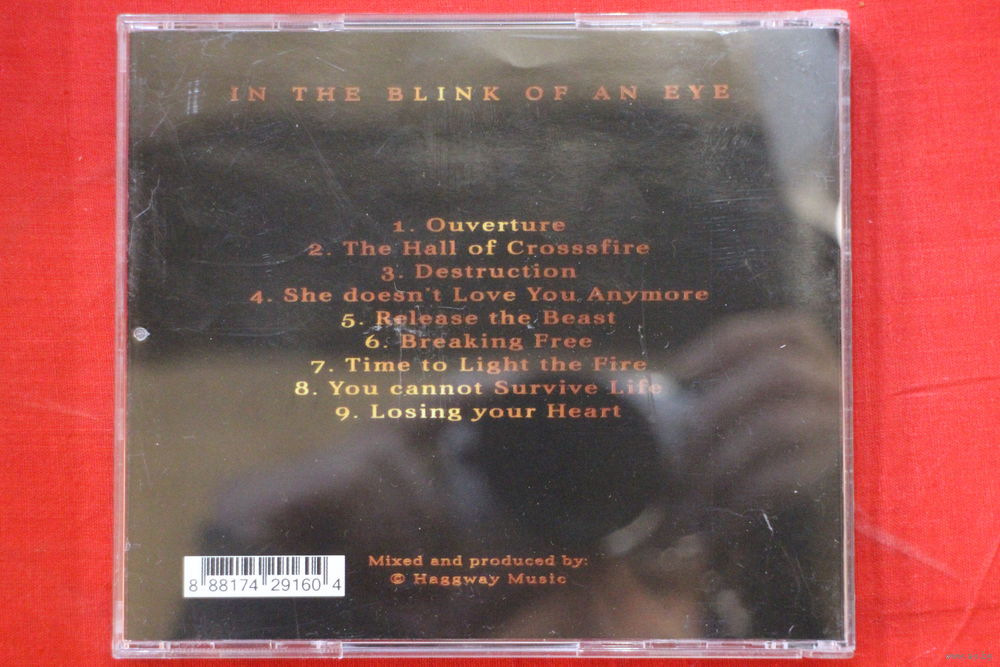 IN THE BLINK OF AN EYE
1. Ouverture
2. The Hall of Crosssfire
3. Destruction
4. She doesn't Love You Anymore
5. Release the Beast
6. Breaking Free
7. Time to Light the Fire
8. You cannot Survive Life
9. Losing your Heart
Mixed and produced by:
© Haggway Music
8 88174 29160 4